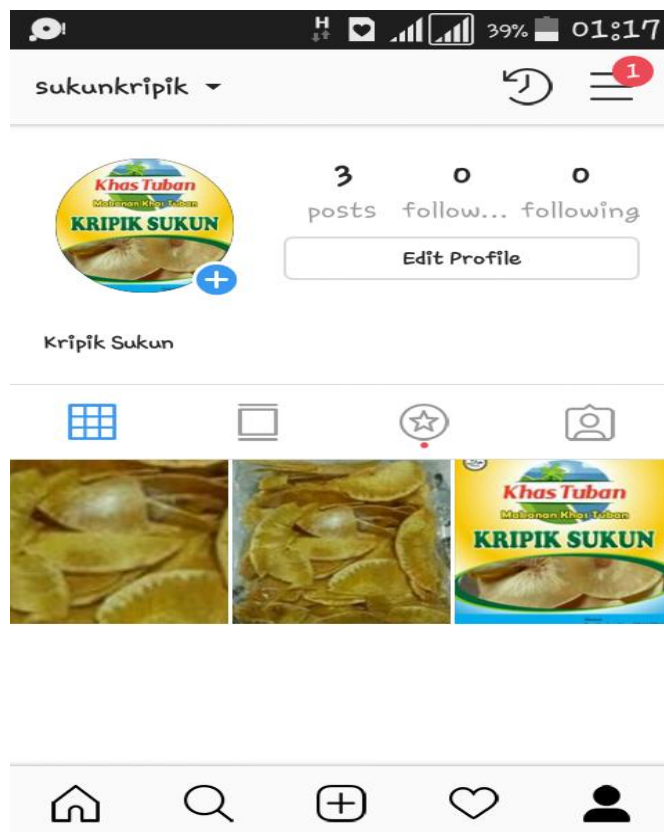 H 39% 01:17
sukunkripik
1
3 0 0
posts follow... following
Edit Profile
Khas Tuban
Makanan Khas Tuban
KRIPIK SUKUN
Kripik Sukun
Khas Tuban
Makanan Khas Tuban
KRIPIK SUKUN